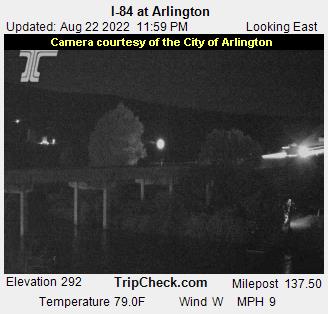 I-84 at Arlington
Updated: Aug 22 2022 11:59 PM Looking East
Camera courtesy of the City of Arlington
Elevation 292 TripCheck.com Milepost 137.50
Temperature 79.0F Wind W MPH 9